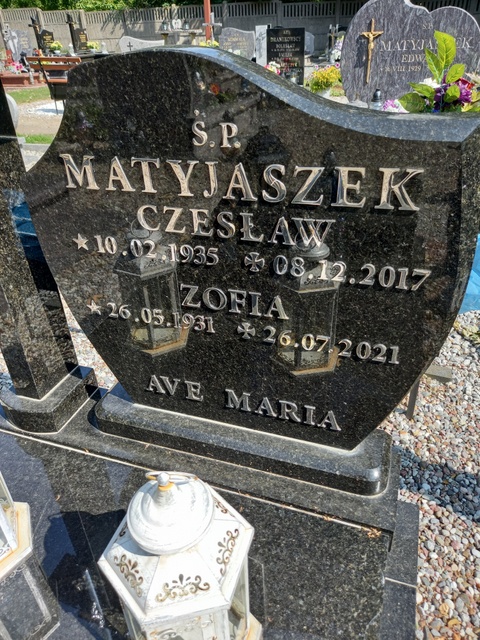 Ś.P.
MATYJASZEK
CZESŁAW
★10.02.1935 ✠08.12.2017
ZOFIA
★26.05.1931 ✠26.07.2021
AVE MARIA
MATYJASZEK